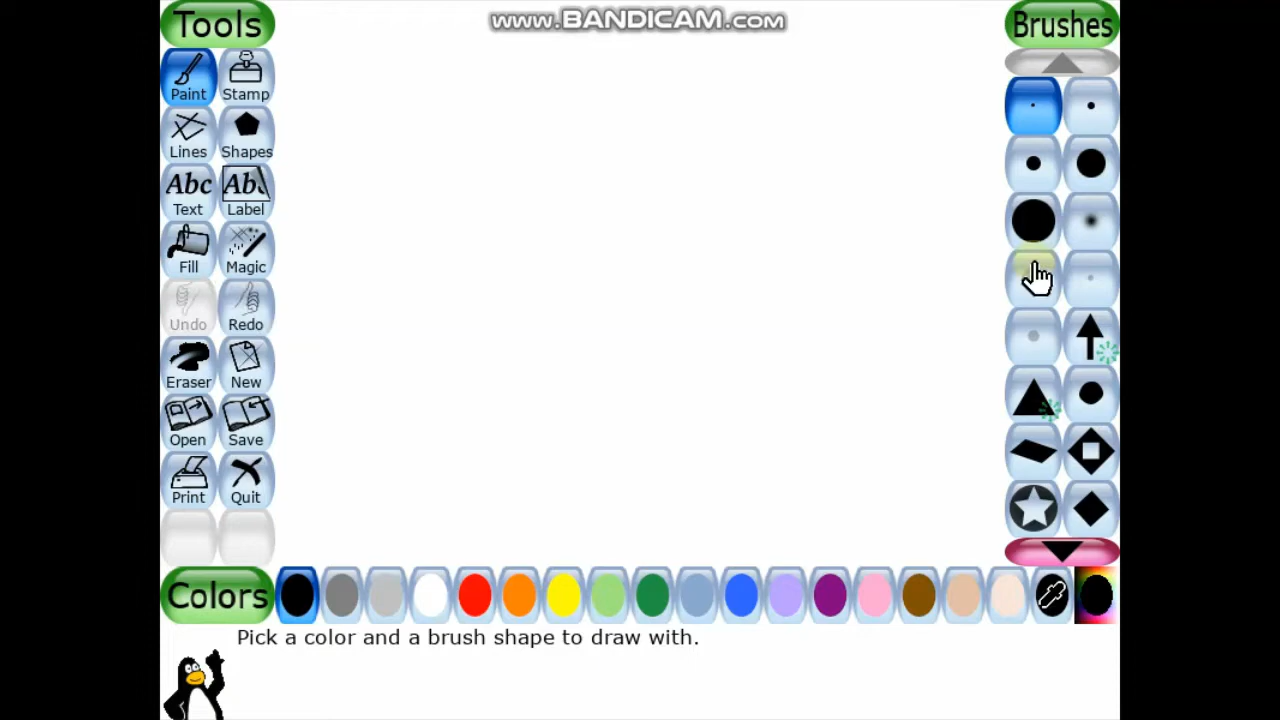 Tools
www.BANDICAM.com
Brushes
Paint
Stamp
Lines
Shapes
Abc
Text
Abc
Label
Fill
Magic
Undo
Redo
Eraser
New
Open
Save
Print
Quit
Colors
Pick a color and a brush shape to draw with.